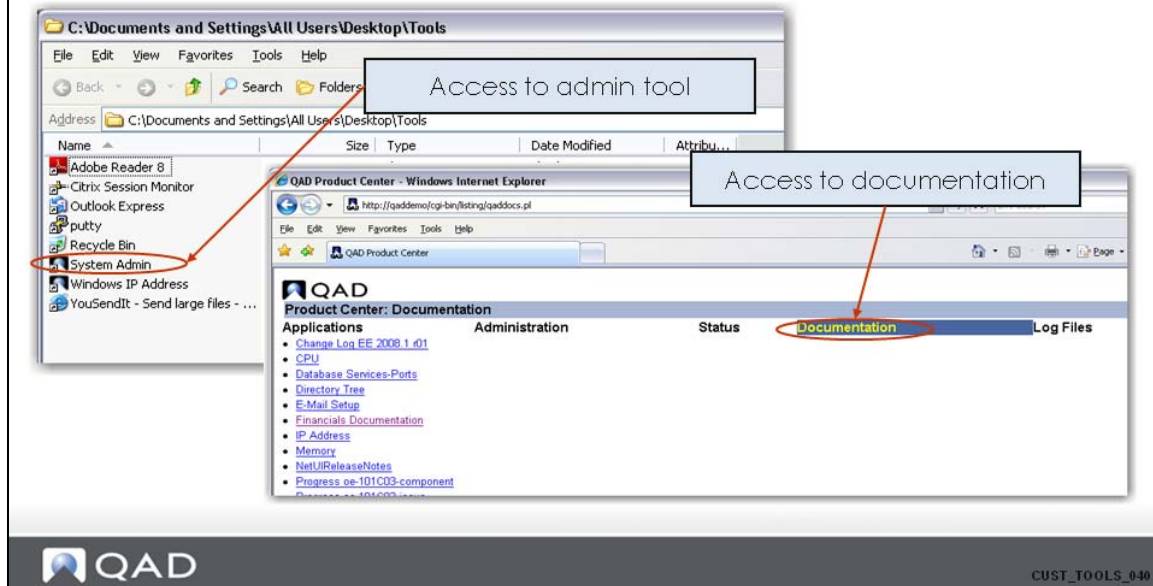 C:\Documents and Settings\All Users\Desktop\Tools
File Edit View Favorites Tools Help
Back Search Folders
Access to admin tool
Address C:\Documents and Settings\All Users\Desktop\Tools
Name Size Type Date Modified Attribu...
Adobe Reader 8
Citrix Session Monitor
Outlook Express
putty
Recycle Bin
System Admin
Windows IP Address
YouSendIt - Send large files - ...
QAD Product Center - Windows Internet Explorer
Access to documentation
http://qaddemo/cgi-bin/listing/qaddocs.pl
File Edit View Favorites Tools Help
QAD Product Center
Page
QAD
Product Center: Documentation
Applications Administration Status Documentation Log Files
Change Log EE 2008.1 r01
CPU
Database Services-Ports
Directory Tree
E-Mail Setup
Financials Documentation
IP Address
Memory
NetUIReleaseNotes
Progress oe-101C03-component
QAD
CUST_TOOLS_040